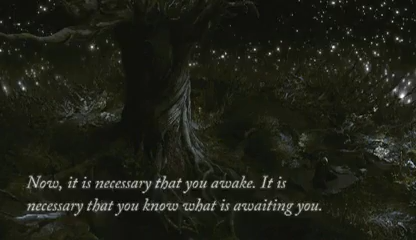 Now, it is necessary that you awake. It is
necessary that you know what is awaiting you.